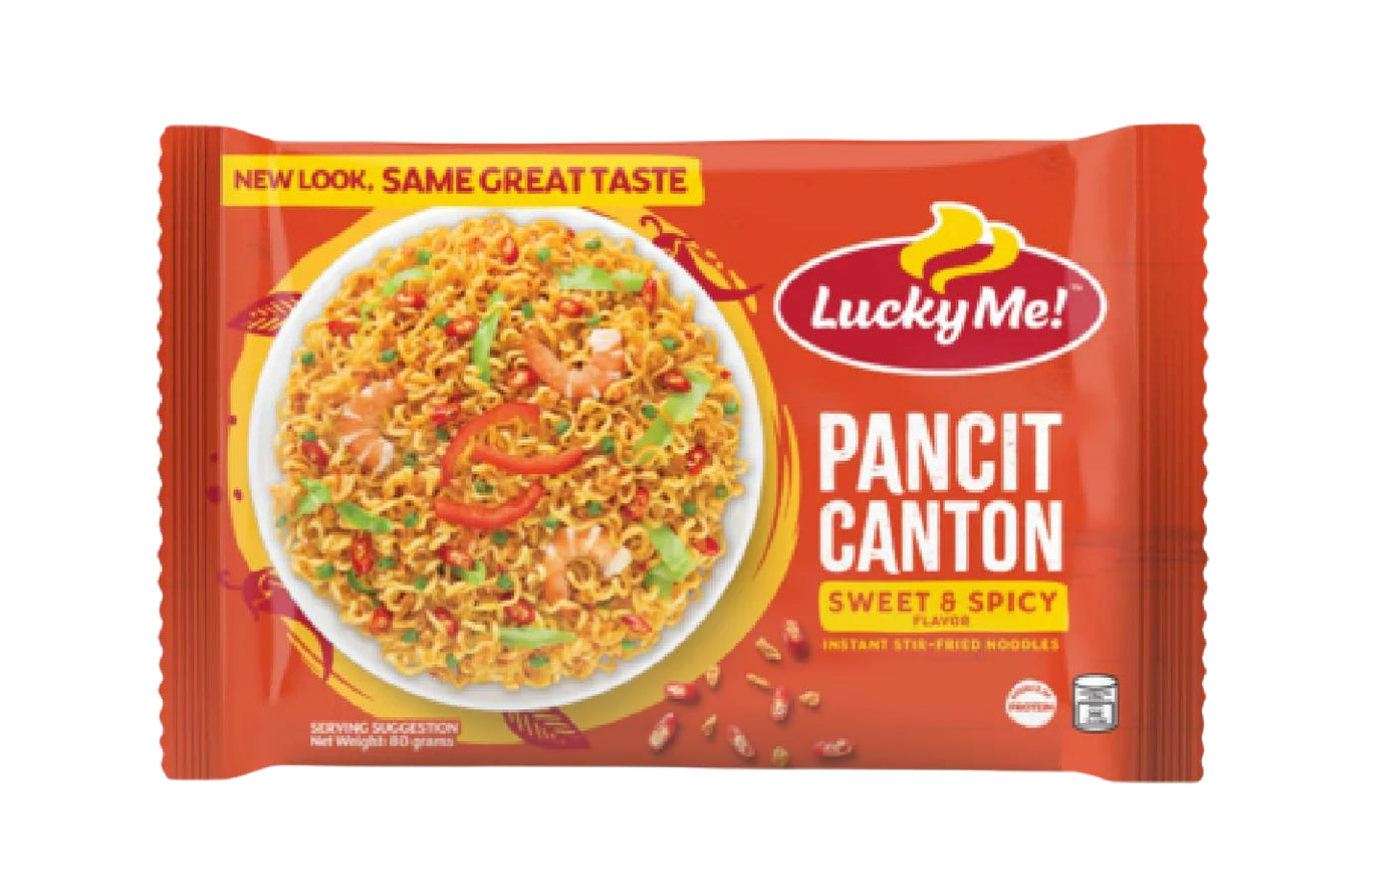 NEW LOOK. SAME GREAT TASTE
Lucky Me!™
PANCIT
CANTON
SWEET & SPICY
FLAVOR
INSTANT STIR-FRIED NOODLES
PROTEIN
SERVING SUGGESTION
Net Weight: 80 grams